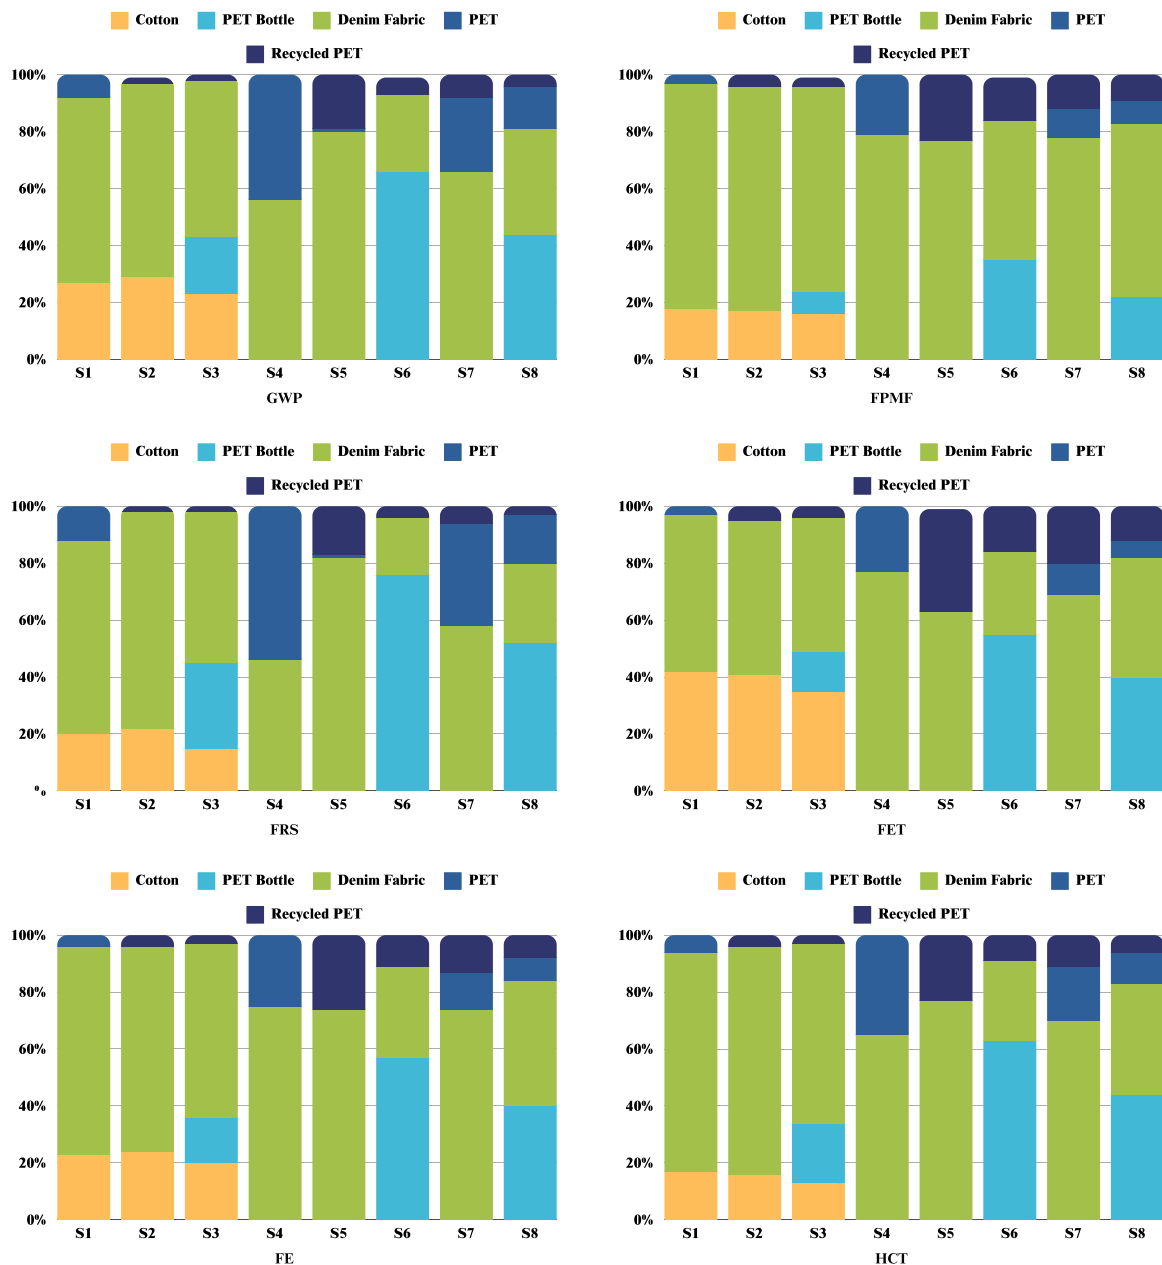 Cotton PET Bottle Denim Fabric PET
Recycled PET
100%
80%
60%
40%
20%
0%
S1 S2 S3 S4 S5 S6 S7 S8
GWP
Cotton PET Bottle Denim Fabric PET
Recycled PET
100%
80%
60%
40%
20%
0%
S1 S2 S3 S4 S5 S6 S7 S8
FPMF
Cotton PET Bottle Denim Fabric PET
Recycled PET
100%
80%
60%
40%
20%
S1 S2 S3 S4 S5 S6 S7 S8
FRS
Cotton PET Bottle Denim Fabric PET
Recycled PET
100%
80%
60%
40%
20%
0%
S1 S2 S3 S4 S5 S6 S7 S8
FET
Cotton PET Bottle Denim Fabric PET
Recycled PET
100%
80%
60%
40%
20%
0%
S1 S2 S3 S4 S5 S6 S7 S8
FE
Cotton PET Bottle Denim Fabric PET
Recycled PET
100%
80%
60%
40%
20%
0%
S1 S2 S3 S4 S5 S6 S7 S8
HCT